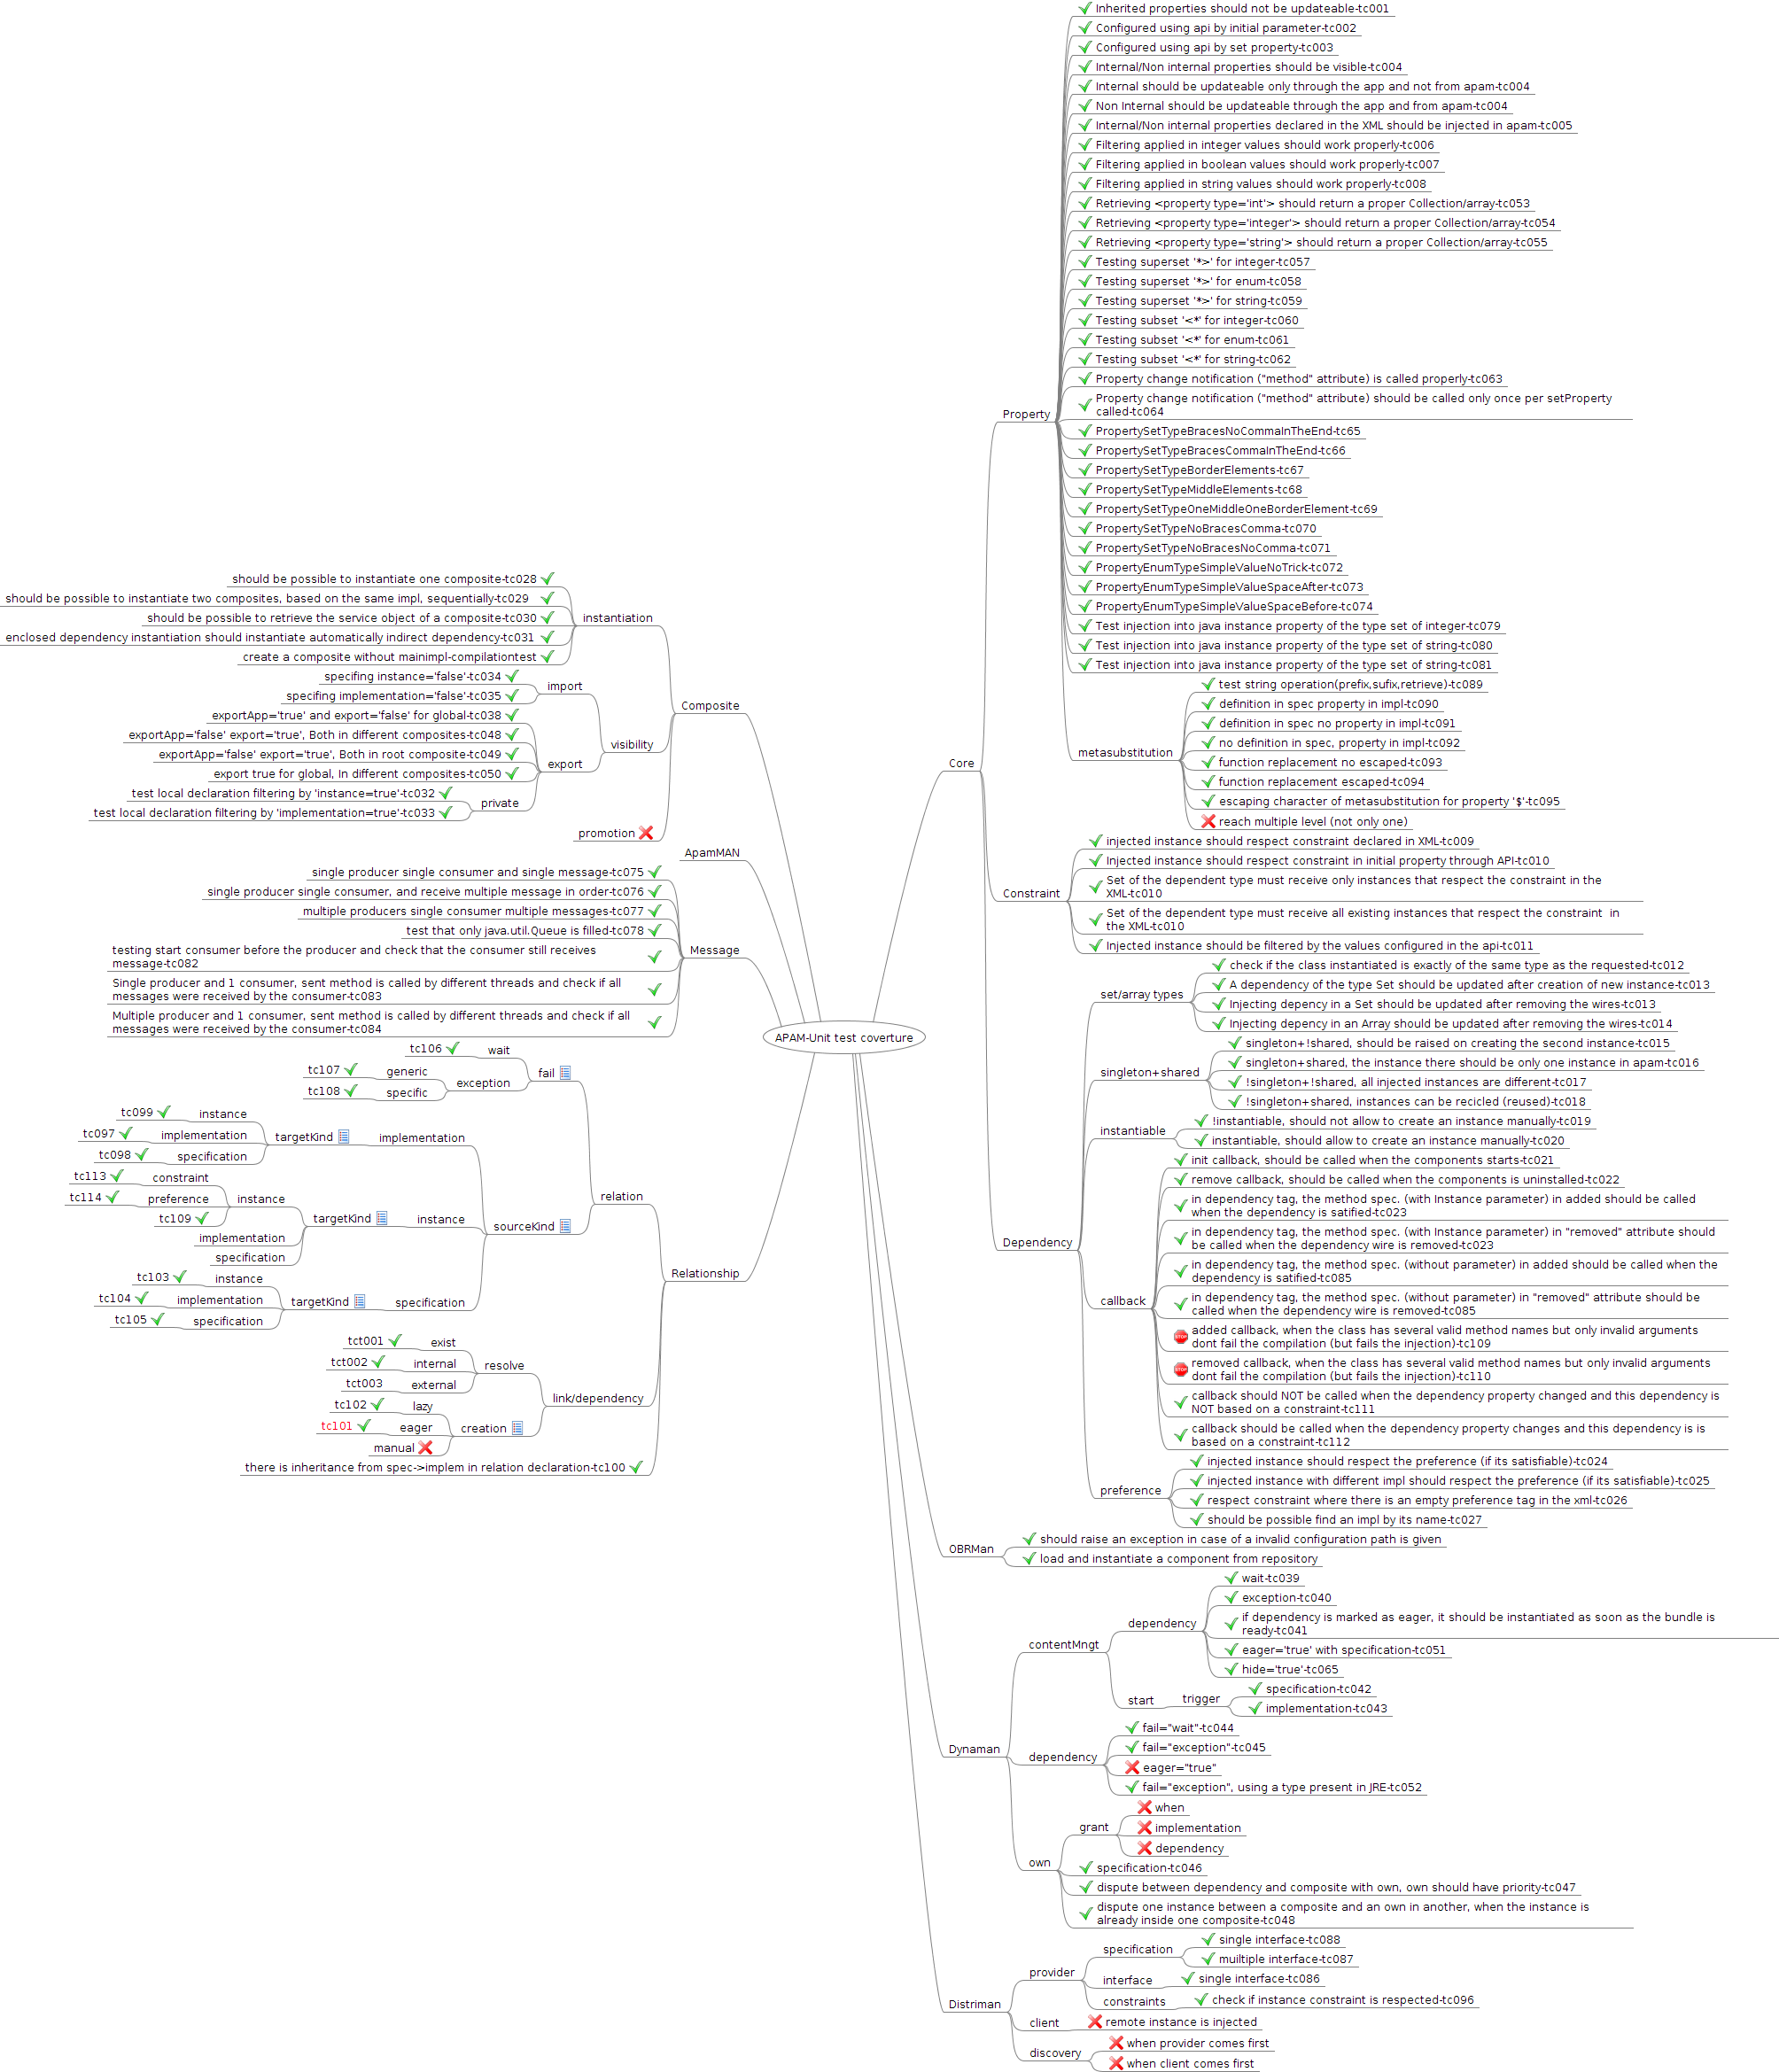 APAM-Unit test coverture
Core
Property
Inherited properties should not be updateable-tc001
Configured using api by initial parameter-tc002
Configured using api by set property-tc003
Internal/Non internal properties should be visible-tc004
Internal should be updateable only through the app and not from apam-tc004
Non Internal should be updateable through the app and from apam-tc004
Internal/Non internal properties declared in the XML should be injected in apam-tc005
Filtering applied in integer values should work properly-tc006
Filtering applied in boolean values should work properly-tc007
Filtering applied in string values should work properly-tc008
Retrieving <property type='int'> should return a proper Collection/array-tc053
Retrieving <property type='integer'> should return a proper Collection/array-tc054
Retrieving <property type='string'> should return a proper Collection/array-tc055
Testing superset '*>' for integer-tc057
Testing superset '*>' for enum-tc058
Testing superset '*>' for string-tc059
Testing subset '<*' for integer-tc060
Testing subset '<*' for enum-tc061
Testing subset '<*' for string-tc062
Property change notification ("method" attribute) is called properly-tc063
Property change notification ("method" attribute) should be called only once per setProperty
called-tc064
PropertySetTypeBracesNoCommaInTheEnd-tc65
PropertySetTypeBracesCommaInTheEnd-tc66
PropertySetTypeBorderElements-tc67
PropertySetTypeMiddleElements-tc68
PropertySetTypeOneMiddleOneBorderElement-tc69
PropertySetTypeNoBracesComma-tc070
PropertySetTypeNoBracesNoComma-tc071
PropertyEnumTypeSimpleValueNoTrick-tc072
PropertyEnumTypeSimpleValueSpaceAfter-tc073
PropertyEnumTypeSimpleValueSpaceBefore-tc074
Test injection into java instance property of the type set of integer-tc079
Test injection into java instance property of the type set of string-tc080
Test injection into java instance property of the type set of string-tc081
metasubstitution
test string operation(prefix,sufix,retrieve)-tc089
definition in spec property in impl-tc090
definition in spec no property in impl-tc091
no definition in spec, property in impl-tc092
function replacement no escaped-tc093
function replacement escaped-tc094
escaping character of metasubstitution for property '$'-tc095
reach multiple level (not only one)
Constraint
injected instance should respect constraint declared in XML-tc009
Injected instance should respect constraint in initial property through API-tc010
Set of the dependent type must receive only instances that respect the constraint in the
XML-tc010
Set of the dependent type must receive all existing instances that respect the constraint  in
the XML-tc010
Injected instance should be filtered by the values configured in the api-tc011
Dependency
set/array types
check if the class instantiated is exactly of the same type as the requested-tc012
A dependency of the type Set should be updated after creation of new instance-tc013
Injecting depency in a Set should be updated after removing the wires-tc013
Injecting depency in an Array should be updated after removing the wires-tc014
singleton+shared
singleton+!shared, should be raised on creating the second instance-tc015
singleton+shared, the instance there should be only one instance in apam-tc016
!singleton+!shared, all injected instances are different-tc017
!singleton+shared, instances can be recicled (reused)-tc018
instantiable
!instantiable, should not allow to create an instance manually-tc019
instantiable, should allow to create an instance manually-tc020
callback
init callback, should be called when the components starts-tc021
remove callback, should be called when the components is uninstalled-tc022
in dependency tag, the method spec. (with Instance parameter) in added should be called
when the dependency is satified-tc023
in dependency tag, the method spec. (with Instance parameter) in "removed" attribute should
be called when the dependency wire is removed-tc023
in dependency tag, the method spec. (without parameter) in added should be called when the
dependency is satified-tc085
in dependency tag, the method spec. (without parameter) in "removed" attribute should be
called when the dependency wire is removed-tc085
STOP
added callback, when the class has several valid method names but only invalid arguments
dont fail the compilation (but fails the injection)-tc109
STOP
removed callback, when the class has several valid method names but only invalid arguments
dont fail the compilation (but fails the injection)-tc110
callback should NOT be called when the dependency property changed and this dependency is
NOT based on a constraint-tc111
callback should be called when the dependency property changes and this dependency is is
based on a constraint-tc112
preference
injected instance should respect the preference (if its satisfiable)-tc024
injected instance with different impl should respect the preference (if its satisfiable)-tc025
respect constraint where there is an empty preference tag in the xml-tc026
should be possible find an impl by its name-tc027
OBRMan
should raise an exception in case of a invalid configuration path is given
load and instantiate a component from repository
Dynaman
contentMngt
dependency
wait-tc039
exception-tc040
if dependency is marked as eager, it should be instantiated as soon as the bundle is
ready-tc041
eager='true' with specification-tc051
hide='true'-tc065
start
trigger
specification-tc042
implementation-tc043
dependency
fail="wait"-tc044
fail="exception"-tc045
eager="true"
fail="exception", using a type present in JRE-tc052
own
grant
when
implementation
dependency
specification-tc046
dispute between dependency and composite with own, own should have priority-tc047
dispute one instance between a composite and an own in another, when the instance is
already inside one composite-tc048
Distriman
provider
specification
single interface-tc088
muiltiple interface-tc087
interface
single interface-tc086
constraints
check if instance constraint is respected-tc096
client
remote instance is injected
discovery
when provider comes first
when client comes first
Composite
instantiation
should be possible to instantiate one composite-tc028
should be possible to instantiate two composites, based on the same impl, sequentially-tc029
should be possible to retrieve the service object of a composite-tc030
enclosed dependency instantiation should instantiate automatically indirect dependency-tc031
create a composite without mainimpl-compilationtest
visibility
import
specifing instance='false'-tc034
specifing implementation='false'-tc035
export
exportApp='true' and export='false' for global-tc038
exportApp='false' export='true', Both in different composites-tc048
exportApp='false' export='true', Both in root composite-tc049
export true for global, In different composites-tc050
private
test local declaration filtering by 'instance=true'-tc032
test local declaration filtering by 'implementation=true'-tc033
promotion
ApamMAN
Message
single producer single consumer and single message-tc075
single producer single consumer, and receive multiple message in order-tc076
multiple producers single consumer multiple messages-tc077
test that only java.util.Queue is filled-tc078
testing start consumer before the producer and check that the consumer still receives
message-tc082
Single producer and 1 consumer, sent method is called by different threads and check if all
messages were received by the consumer-tc083
Multiple producer and 1 consumer, sent method is called by different threads and check if all
messages were received by the consumer-tc084
Relationship
relation
fail
wait
tc106
exception
generic
tc107
specific
tc108
sourceKind
implementation
targetKind
instance
tc099
implementation
tc097
specification
tc098
instance
targetKind
instance
constraint
tc113
preference
tc114
tc109
implementation
specification
specification
targetKind
instance
tc103
implementation
tc104
specification
tc105
link/dependency
resolve
exist
tct001
internal
tct002
external
tct003
creation
lazy
tc102
eager
tc101
manual
there is inheritance from spec->implem in relation declaration-tc100